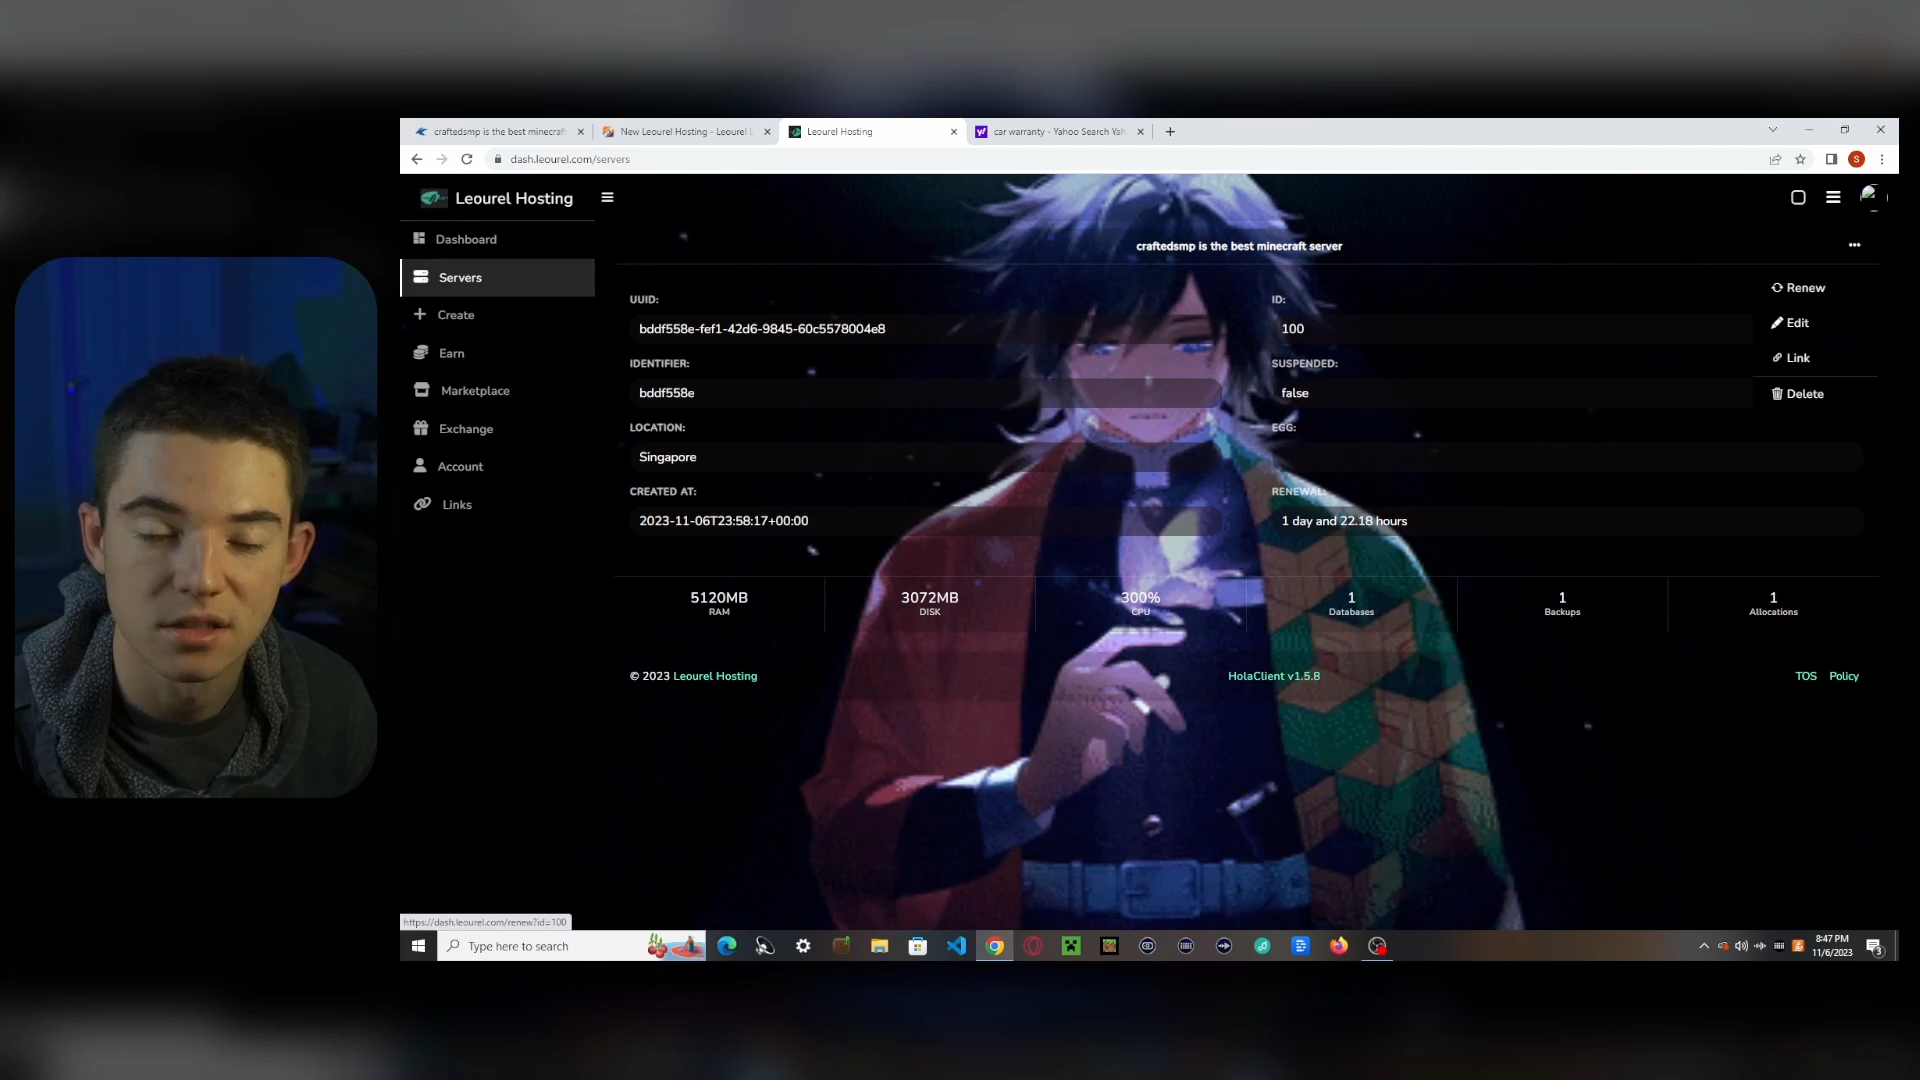 craftedsmp is the best minecraft
New Leourel Hosting - Leourel L
Leourel Hosting
car warranty - Yahoo Search Yah
dash.leourel.com/servers
S
Leourel Hosting
Dashboard
Servers
Create
Earn
Marketplace
Exchange
Account
Links
craftedsmp is the best minecraft server
UUID:
bddf558e-fef1-42d6-9845-60c5578004e8
ID:
100
IDENTIFIER:
bddf558e
SUSPENDED:
false
LOCATION:
Singapore
EGG:
CREATED AT:
2023-11-06T23:58:17+00:00
RENEWAL:
1 day and 22.18 hours
Renew
Edit
Link
Delete
5120MB
RAM
3072MB
DISK
300%
CPU
1
Databases
1
Backups
1
Allocations
© 2023 Leourel Hosting
HolaClient v1.5.8
TOS Policy
https://dash.leourel.com/renew?id=100
Type here to search
8:47 PM
11/6/2023
3